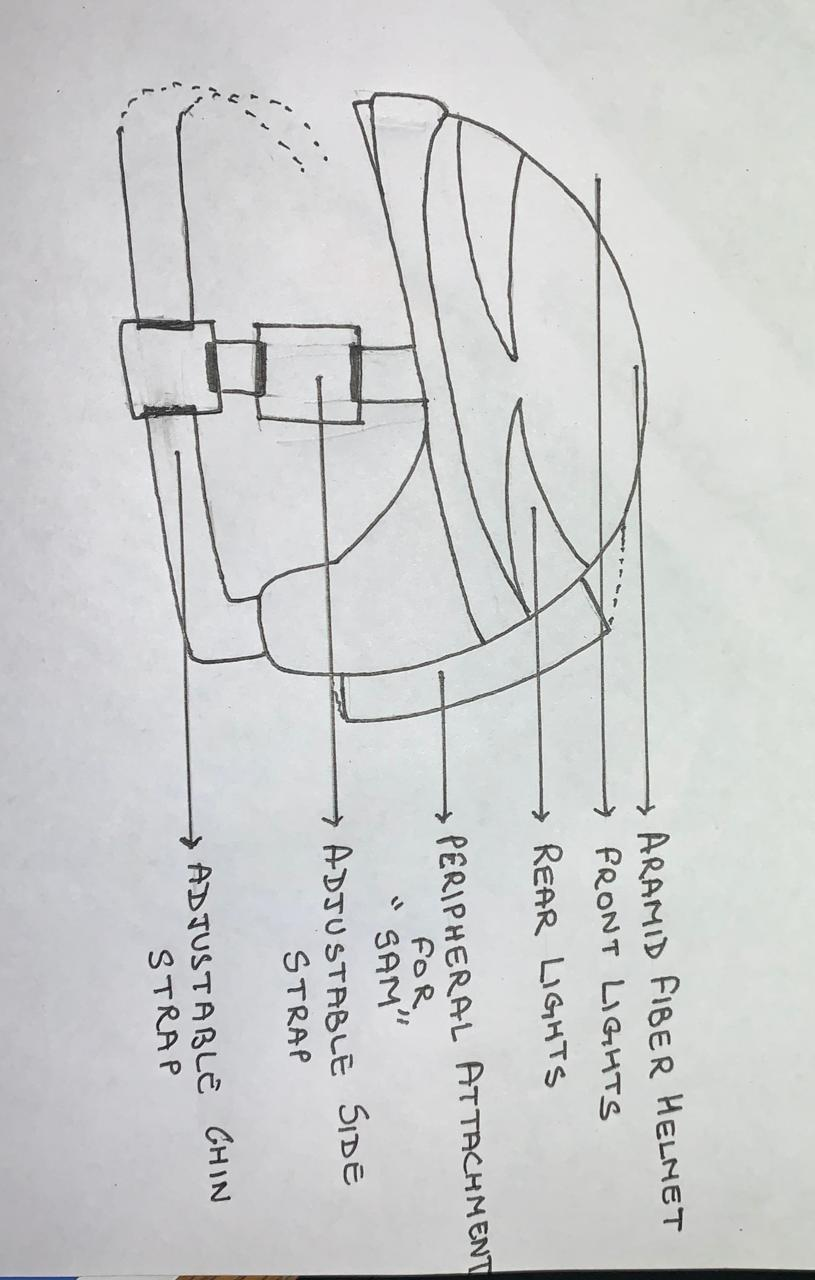 ARAMID FIBER HELMET
FRONT LIGHTS
REAR LIGHTS
PERIPHERAL ATTACHMENT
FOR
"SAM"
ADJUSTABLE SIDE
STRAP
ADJUSTABLE CHIN
STRAP